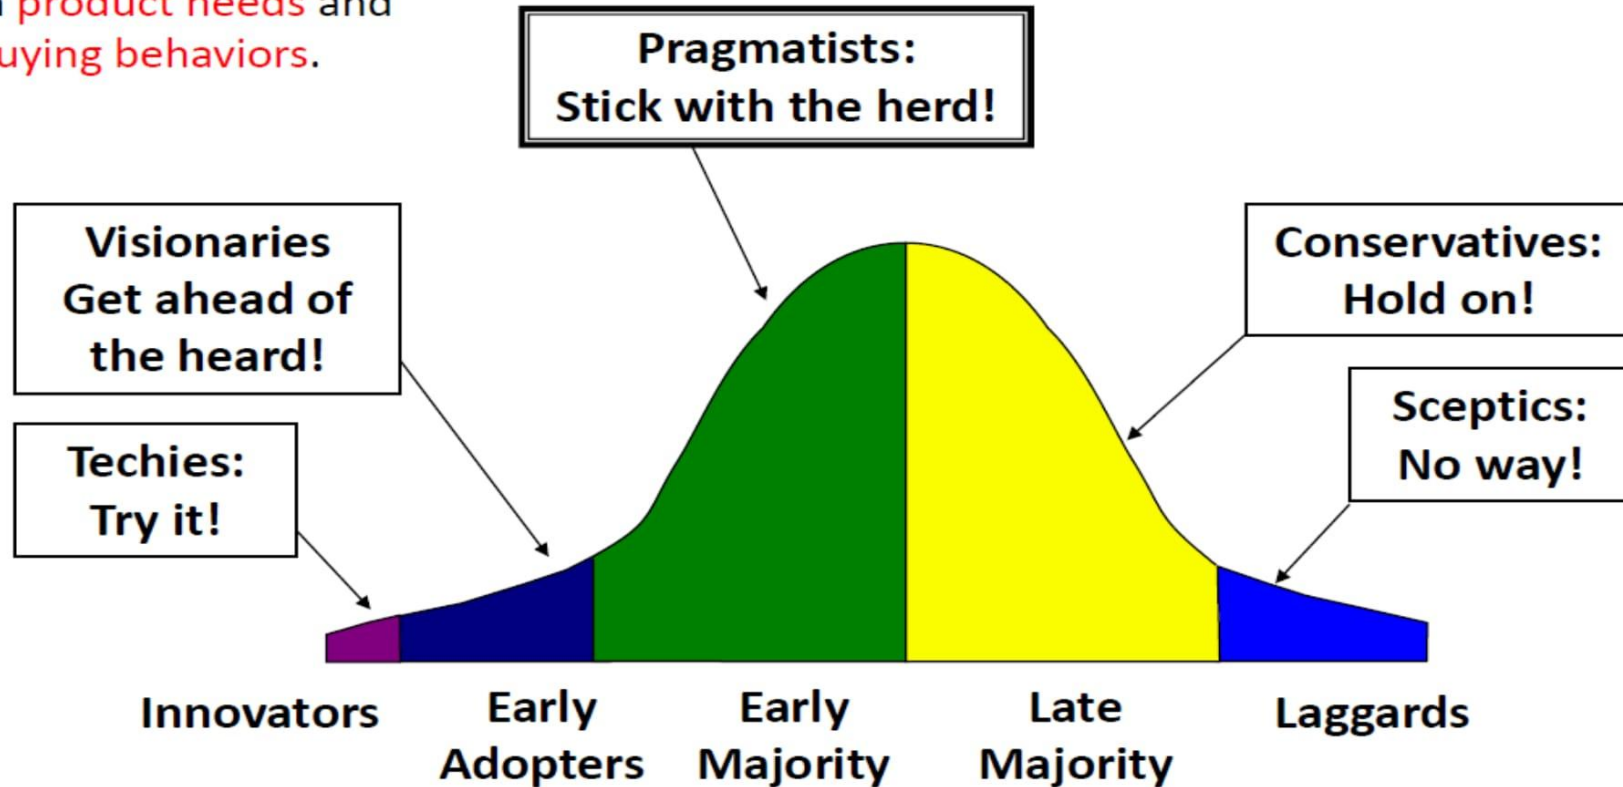 product needs and
uying behaviors.
Pragmatists:
Stick with the herd!
Visionaries
Get ahead of
the heard!
Conservatives:
Hold on!
Techies:
Try it!
Sceptics:
No way!
Innovators
Early
Adopters
Early
Majority
Late
Majority
Laggards